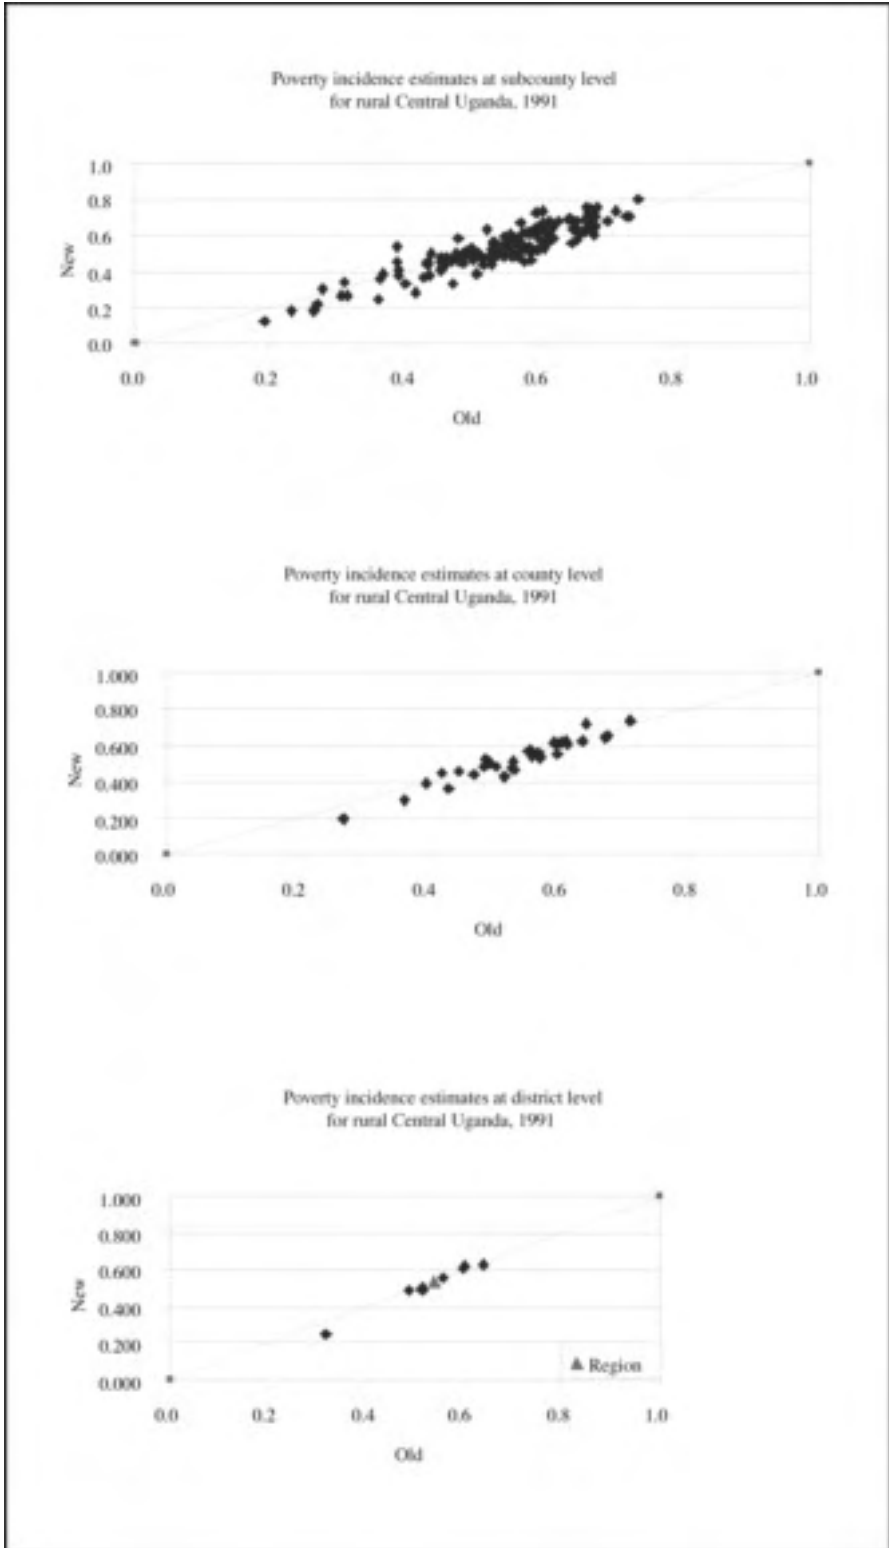 Poverty incidence estimates at subcounty level
for rural Central Uganda, 1991
1.0
0.8
0.6
0.4
0.2
0.0
New
0.0 0.2 0.4 0.6 0.8 1.0
Old
Poverty incidence estimates at county level
for rural Central Uganda, 1991
1.000
0.800
0.600
0.400
0.200
0.000
New
0.0 0.2 0.4 0.6 0.8 1.0
Old
Poverty incidence estimates at district level
for rural Central Uganda, 1991
1.000
0.800
0.600
0.400
0.200
0.000
New
Region
0.0 0.2 0.4 0.6 0.8 1.0
Old